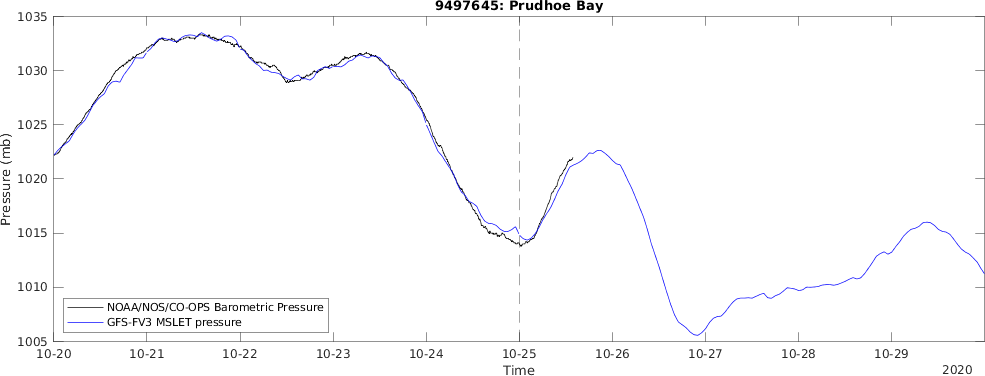 9497645: Prudhoe Bay
1035
1030
1025
1020
1015
1010
1005
Pressure (mb)
NOAA/NOS/CO-OPS Barometric Pressure
GFS-FV3 MSLET pressure
10-20 10-21 10-22 10-23 10-24 10-25 10-26 10-27 10-28 10-29
Time
2020